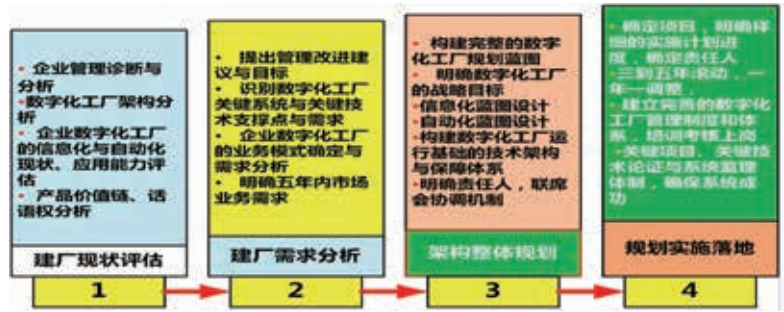 • 企业管理诊断与
分析
•数字化工厂架构分
析
• 企业数字化工厂
的信息化与自动化
现状、应用能力评
估
• 产品价值链、话
语权分析
建厂现状评估
1
• 提出管理改进建
议与目标
• 识别数字化工厂
关键系统与关键技
术支撑点与需求
• 企业数字化工厂
的业务模式确定与
需求分析
• 明确五年内市场
业务需求
建厂需求分析
2
• 构建完整的数字
化工厂规划蓝图
• 明确数字化工厂
的战略目标
•信息化蓝图设计
•自动化蓝图设计
•构建数字化工厂运
行基础的技术架构
与保障体系
•明确责任人，联席
会协调机制
架构整体规划
3
• 确定项目，明确详
细的实施计划进
度，确定责任人
•三到五年滚动，一
年一调整，
•建立完善的数字化
工厂管理制度和体
系，培训考核上岗
•关键项目、关键技
术论证与系统监理
体制，确保系统成
功
规划实施落地
4